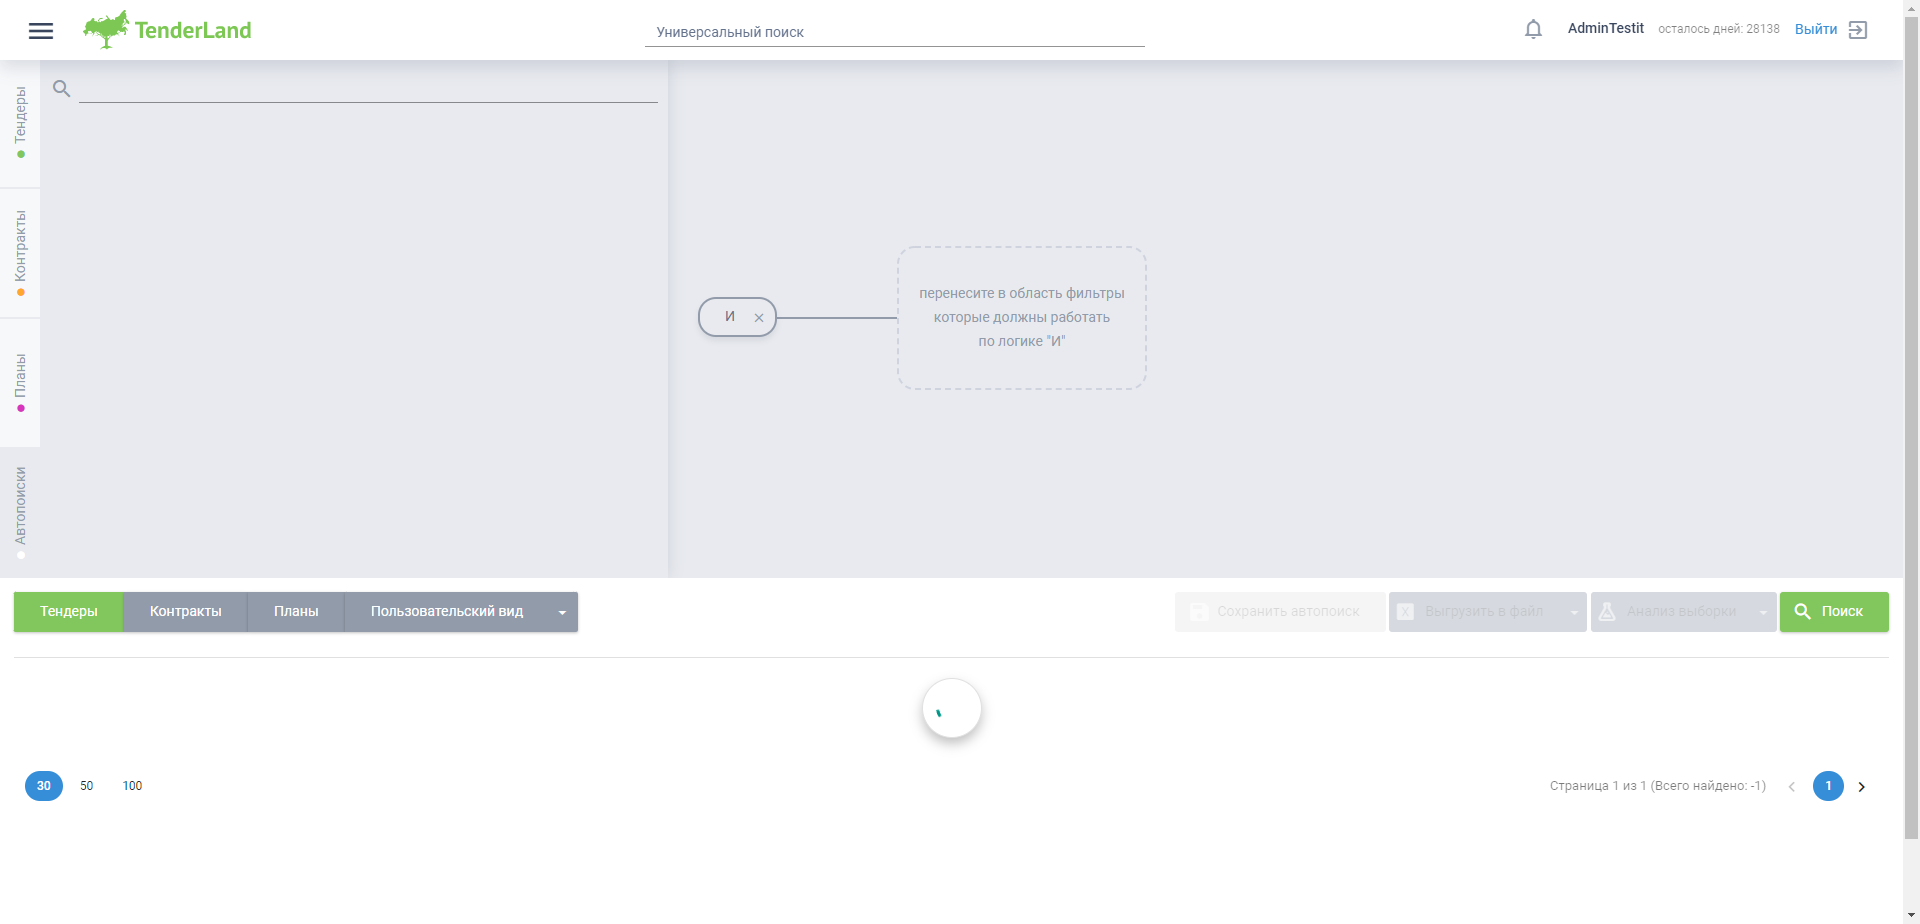 TenderLand
Универсальный поиск
AdminTestit
осталось дней: 28138
Выйти
Тендеры
Контракты
Планы
Автопоиски
И
перенесите в область фильтры
которые должны работать
по логике "И"
Тендеры
Контракты
Планы
Пользовательский вид
Сохранить автопоиск
Выгрузить в файл
Анализ выборки
Поиск
30
50
100
Страница 1 из 1 (Всего найдено: -1)
1